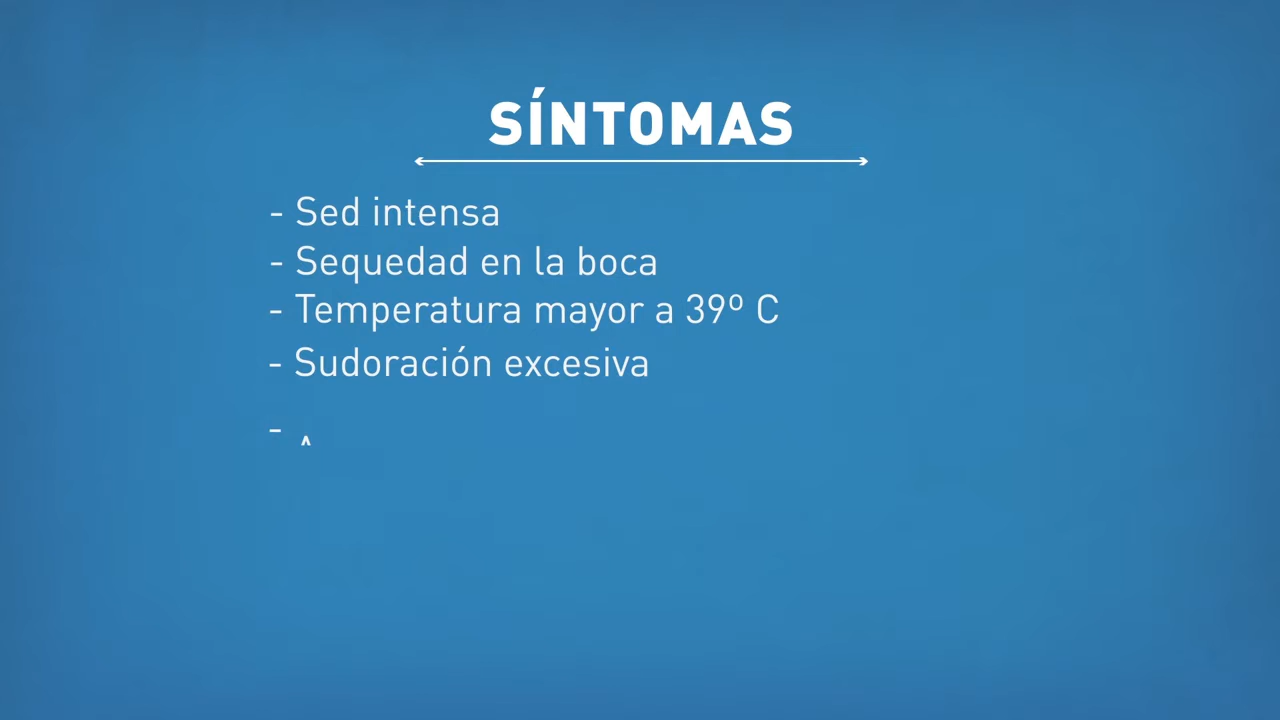 SÍNTOMAS
- Sed intensa
- Sequedad en la boca
- Temperatura mayor a 39º C
- Sudoración excesiva
-